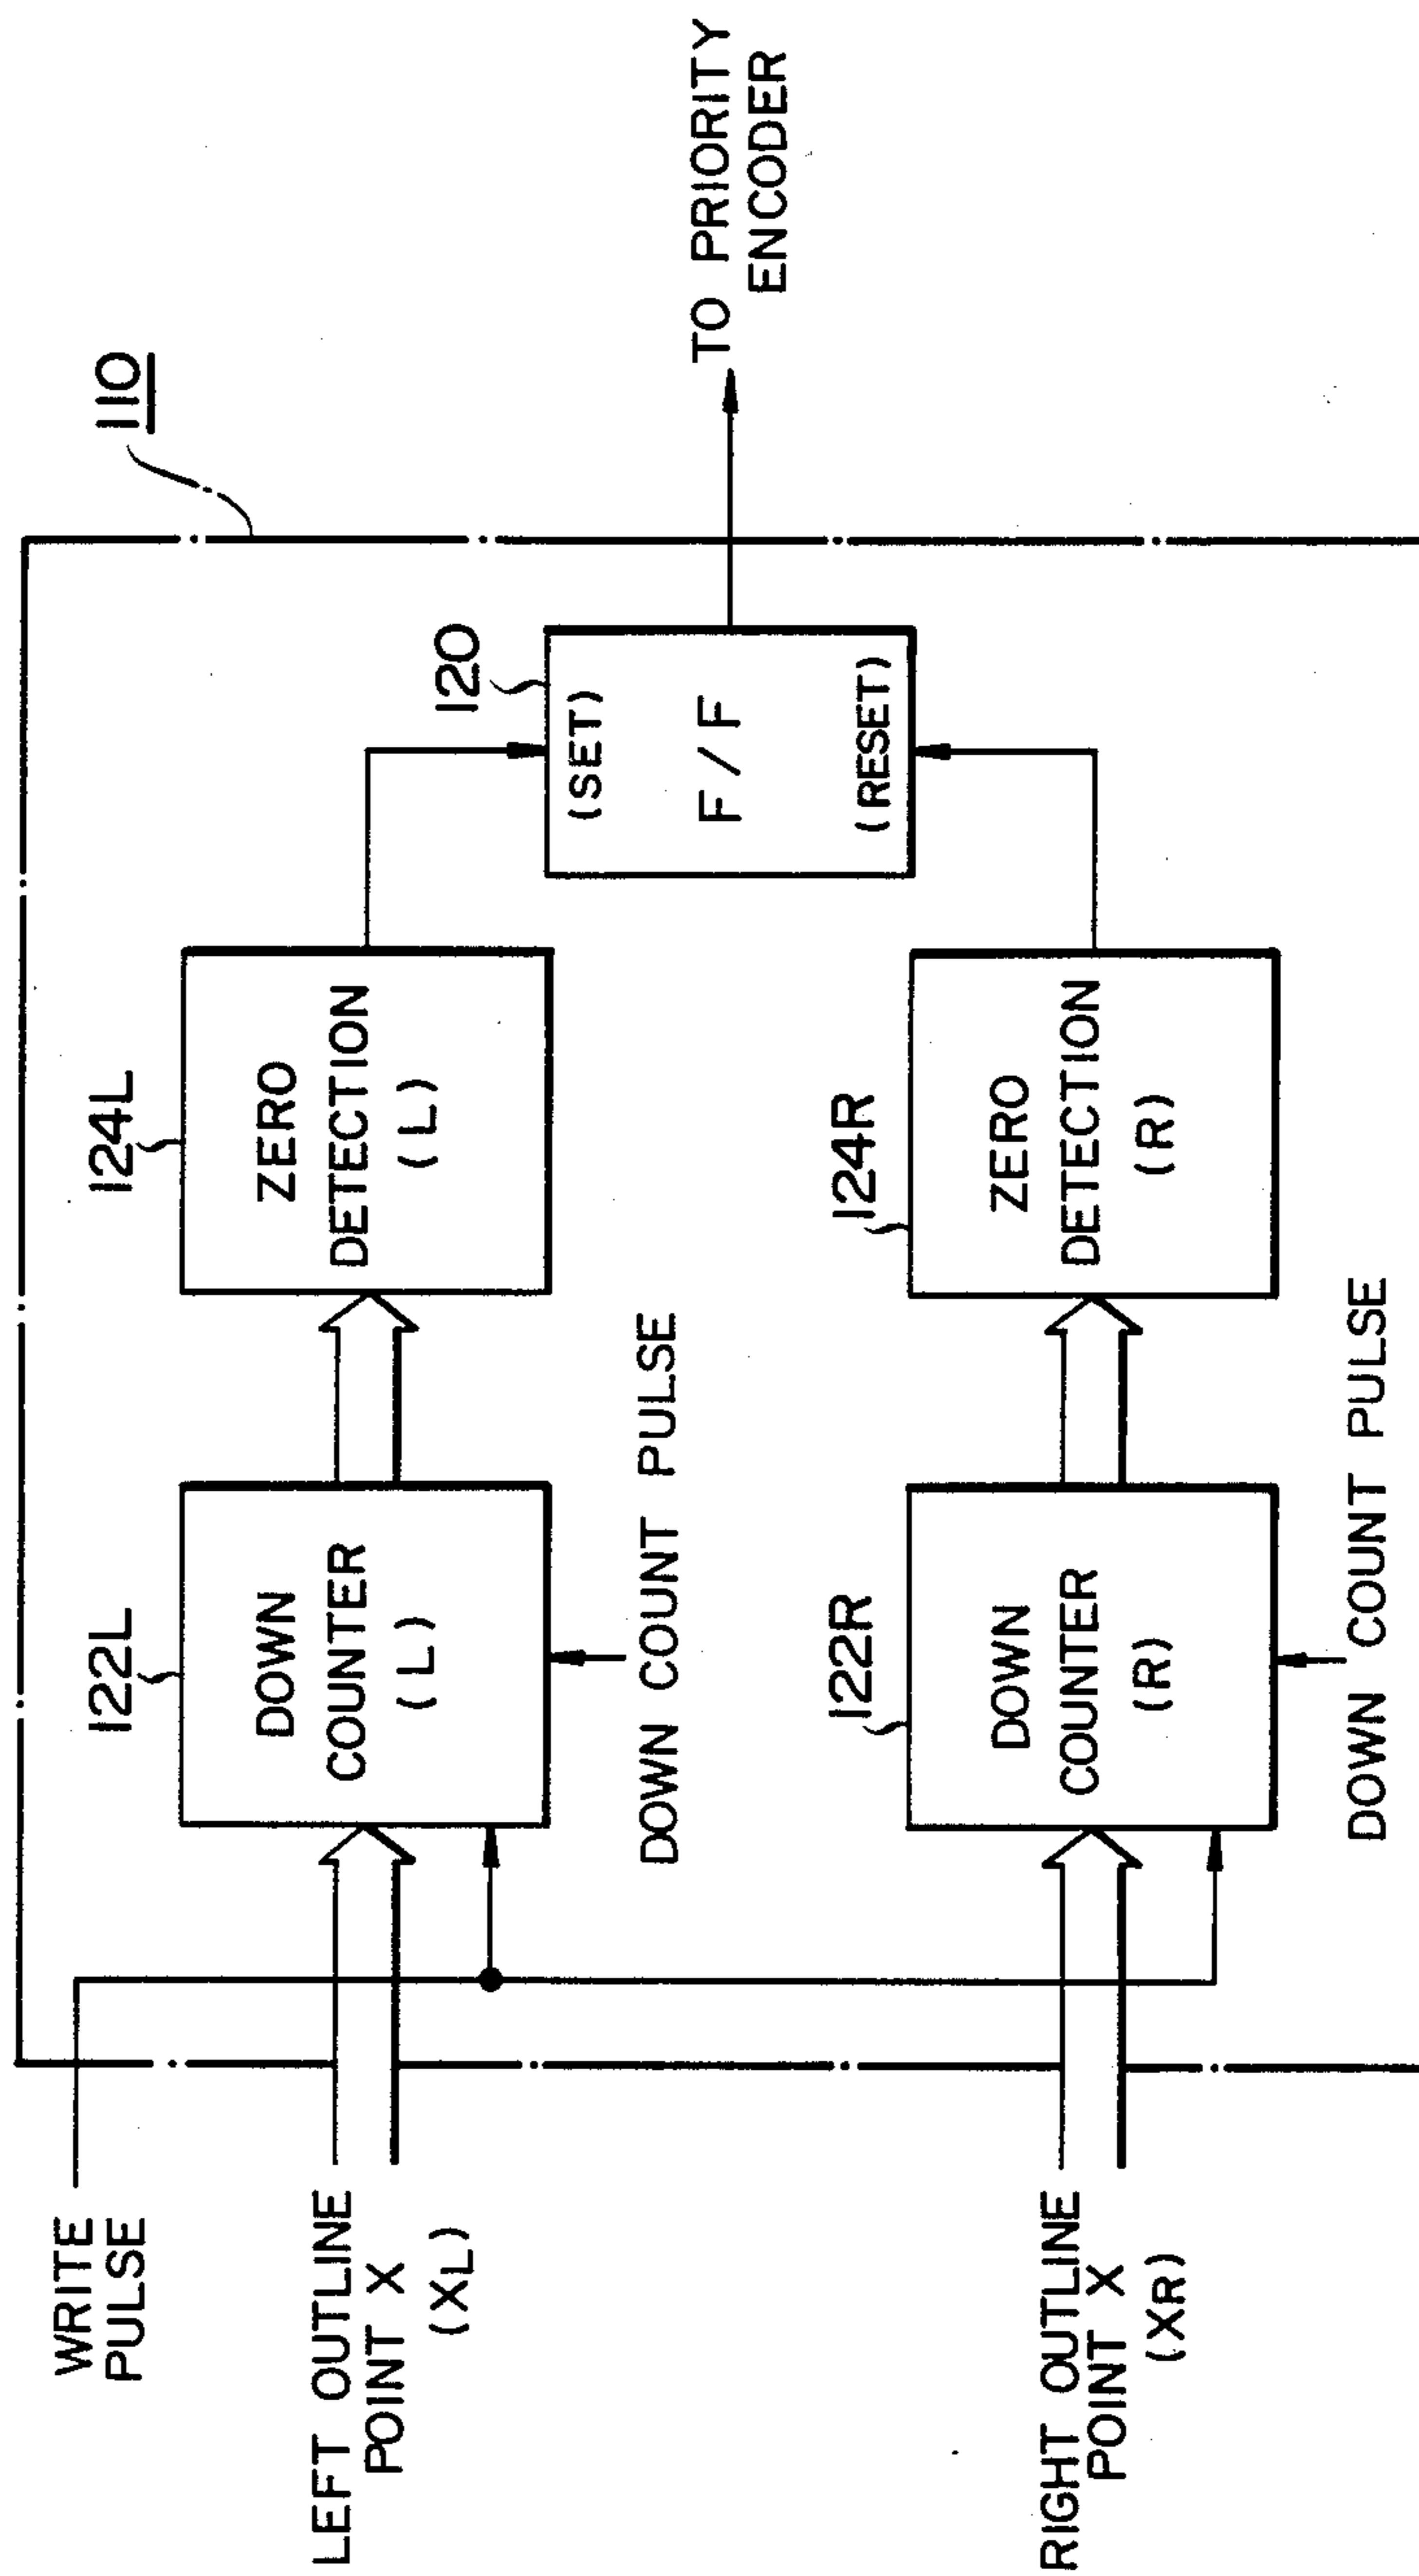 110
WRITE
PULSE
122L
124L
120
LEFT OUTLINE
POINT X
(XL)
DOWN
COUNTER
(L)
ZERO
DETECTION
(L)
(SET)
F/F
(RESET)
TO PRIORITY
ENCODER
DOWN COUNT PULSE
122R
124R
RIGHT OUTLINE
POINT X
(XR)
DOWN
COUNTER
(R)
ZERO
DETECTION
(R)
DOWN COUNT PULSE